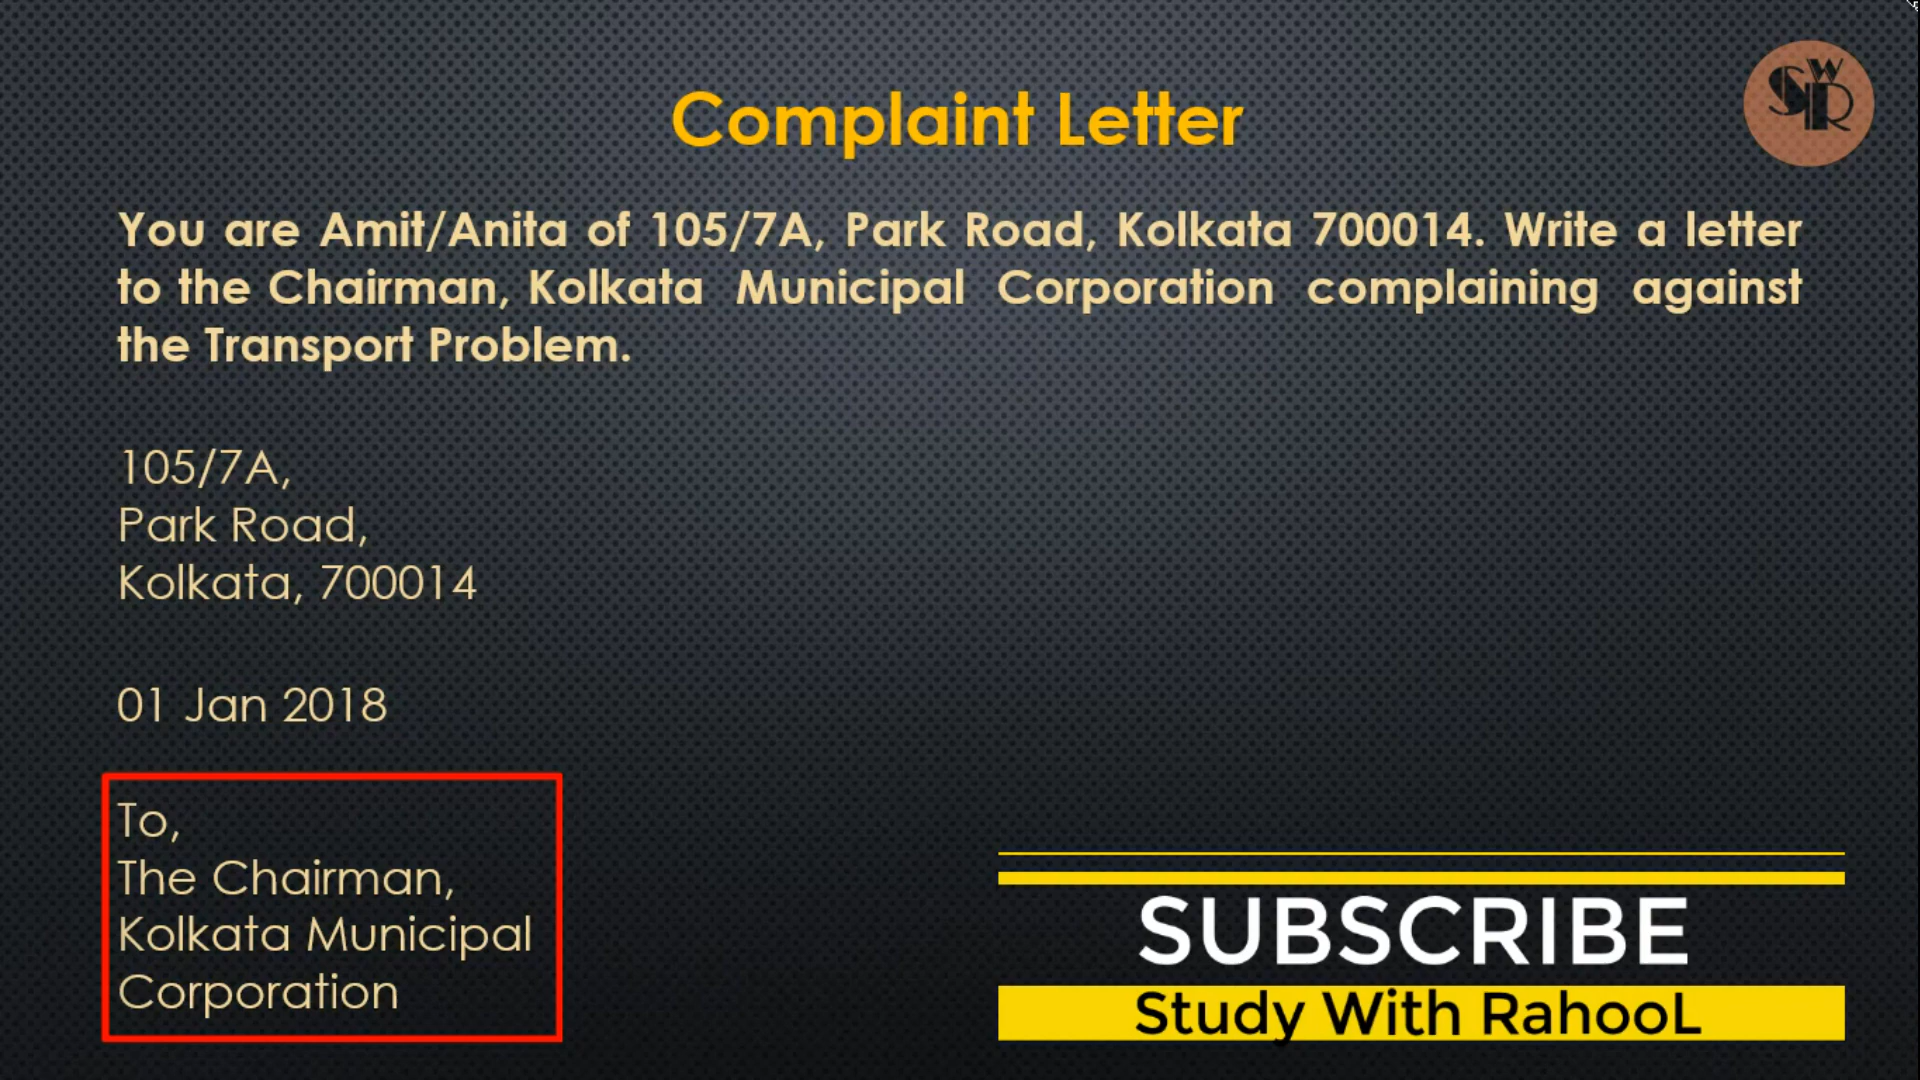 Complaint Letter
SWR
You are Amit/Anita of 105/7A, Park Road, Kolkata 700014. Write a letter
to the Chairman, Kolkata Municipal Corporation complaining against
the Transport Problem.
105/7A,
Park Road,
Kolkata, 700014
01 Jan 2018
To,
The Chairman,
Kolkata Municipal
Corporation
SUBSCRIBE
Study With RahooL